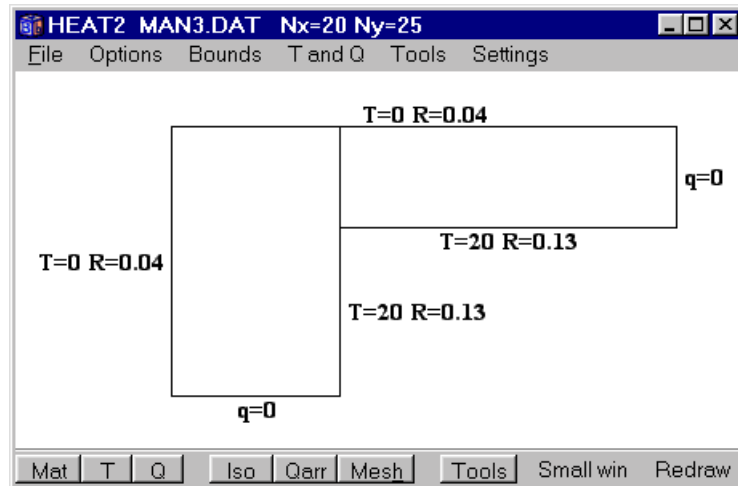 HEAT2 MAN3.DAT Nx=20 Ny=25
File Options Bounds T and Q Tools Settings
T=0 R=0.04
q=0
T=20 R=0.13
T=0 R=0.04
T=20 R=0.13
q=0
Mat T Q Iso Qarr Mesh Tools Small win Redraw